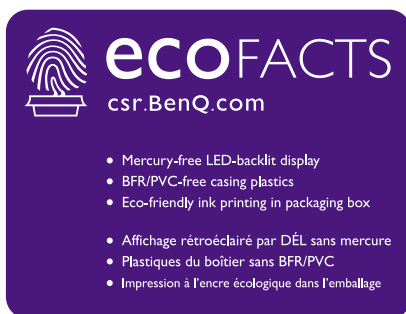 ecoFACTS
csr.BenQ.com
• Mercury-free LED-backlit display
• BFR/PVC-free casing plastics
• Eco-friendly ink printing in packaging box
• Affichage rétroéclairé par DÉL sans mercure
• Plastiques du boîtier sans BFR/PVC
• Impression à l'encre écologique dans l'emballage